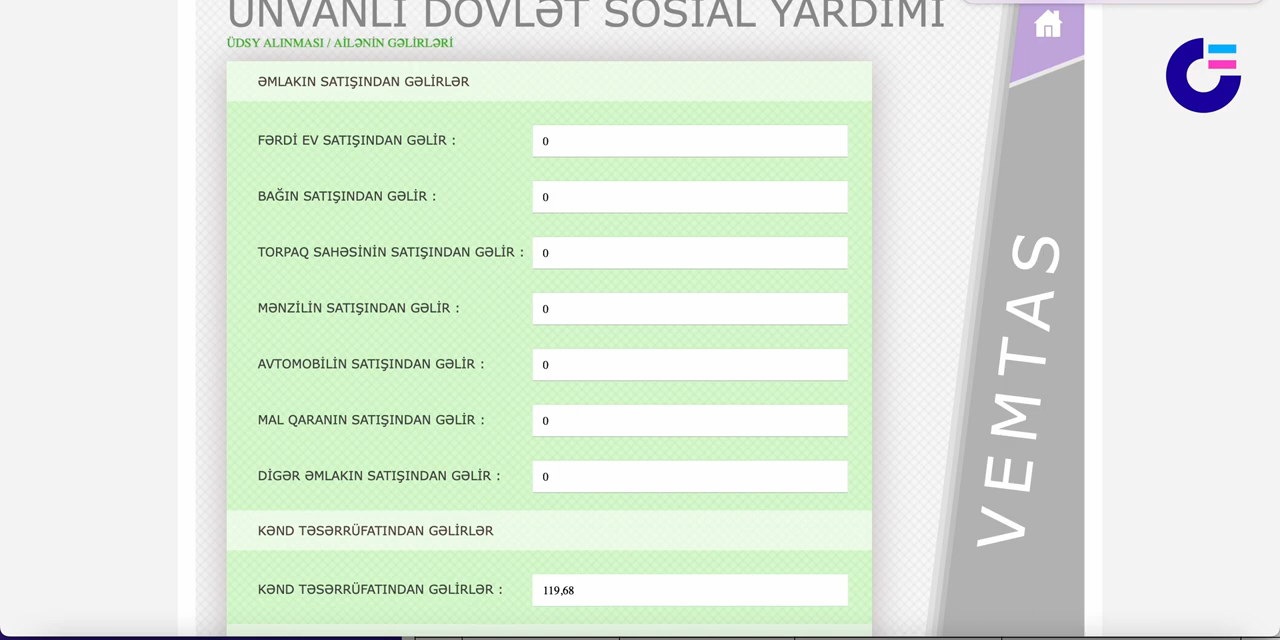 ÜNVANLI DÖVLƏT SOSİAL YARDIMI
ÜDSY ALINMASI / AİLƏNİN GƏLİRLƏRİ
ƏMLAKIN SATIŞINDAN GƏLİRLƏR
FƏRDİ EV SATIŞINDAN GƏLİR : 0
BAĞIN SATIŞINDAN GƏLİR : 0
TORPAQ SAHƏSİNİN SATIŞINDAN GƏLİR : 0
MƏNZİLİN SATIŞINDAN GƏLİR : 0
AVTOMOBİLİN SATIŞINDAN GƏLİR : 0
MAL QARANIN SATIŞINDAN GƏLİR : 0
DİGƏR ƏMLAKIN SATIŞINDAN GƏLİR : 0
KƏND TƏSƏRRÜFATINDAN GƏLİRLƏR
KƏND TƏSƏRRÜFATINDAN GƏLİRLƏR : 119,68
VEMTAS